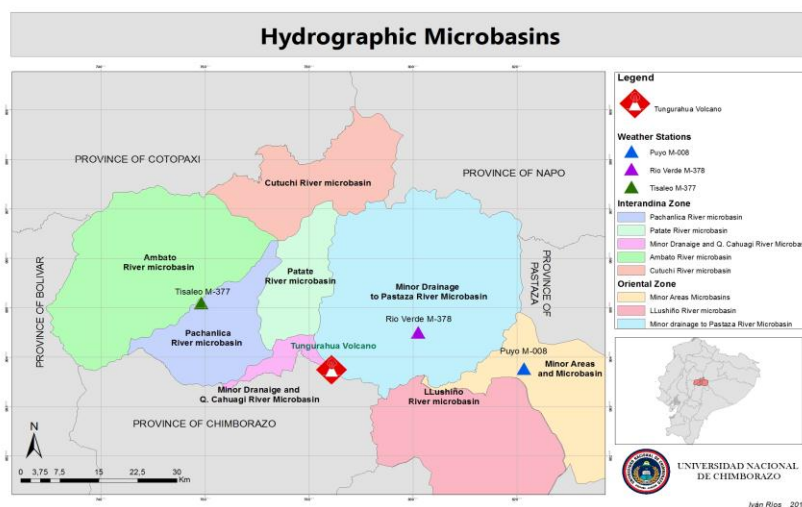 Hydrographic Microbasins
PROVINCE OF COTOPAXI
PROVINCE OF NAPO
Cutuchi River microbasin
Ambato
River microbasin
Patate
River microbasin
Minor Drainage
to Pastaza River Microbasin
PROVINCE OF BOLIVAR
PROVINCE OF
PASTAZA
Tisaleo M-377
Rio Verde M-378
Pachanlica
River microbasin
Tungurahua Volcano
Puyo M-008
Minor Areas
and Microbasin
Minor Dranaige and
Q. Cahuagi River Microbasin
LLushiño
River microbasin
PROVINCE OF CHIMBORAZO
N
0 3,75 7,5 15 22,5 30
Km
Legend
Tungurahua Volcano
Weather Stations
Puyo M-008
Rio Verde M-378
Tisaleo M-377
Interandina Zone
Pachanlica River microbasin
Patate River microbasin
Minor Dranaige and Q. Cahuagi River Microba
Ambato River microbasin
Cutuchi River microbasin
Oriental Zone
Minor Areas Microbasins
LLushiño River microbasin
Minor drainage to Pastaza River Microbasin
UNIVERSIDAD NACIONAL
DE CHIMBORAZO
Iván Ríos 201